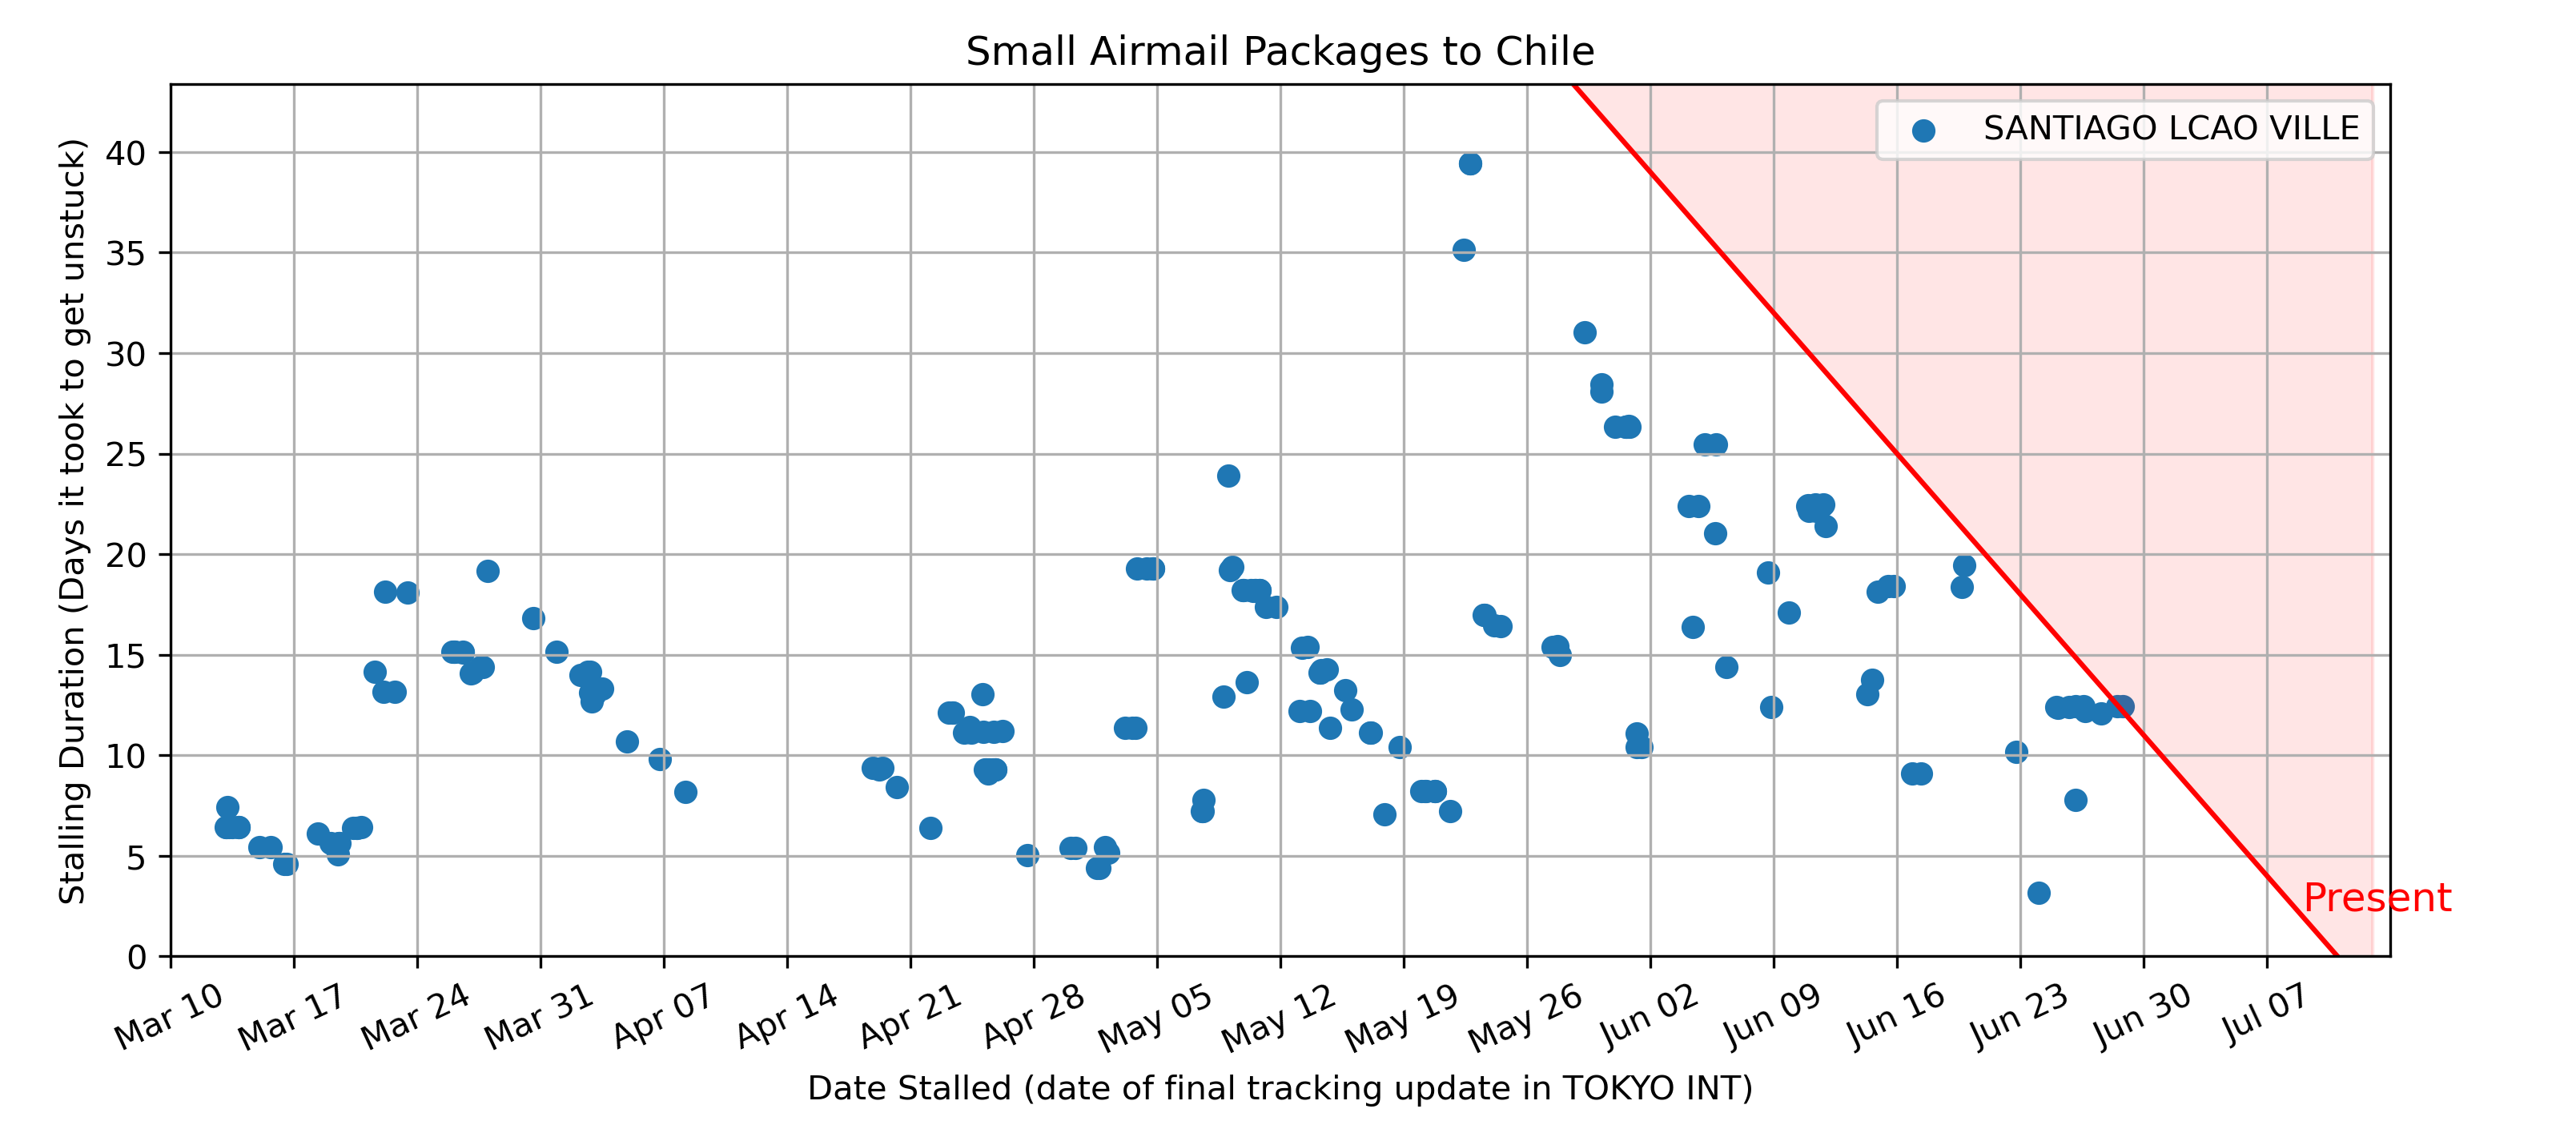 Small Airmail Packages to Chile
SANTIAGO LCAO VILLE
Stalling Duration (Days it took to get unstuck)
40
35
30
25
20
15
10
5
0
Present
Mar 10
Mar 17
Mar 24
Mar 31
Apr 07
Apr 14
Apr 21
Apr 28
May 05
May 12
May 19
May 26
Jun 02
Jun 09
Jun 16
Jun 23
Jun 30
Jul 07
Date Stalled (date of final tracking update in TOKYO INT)